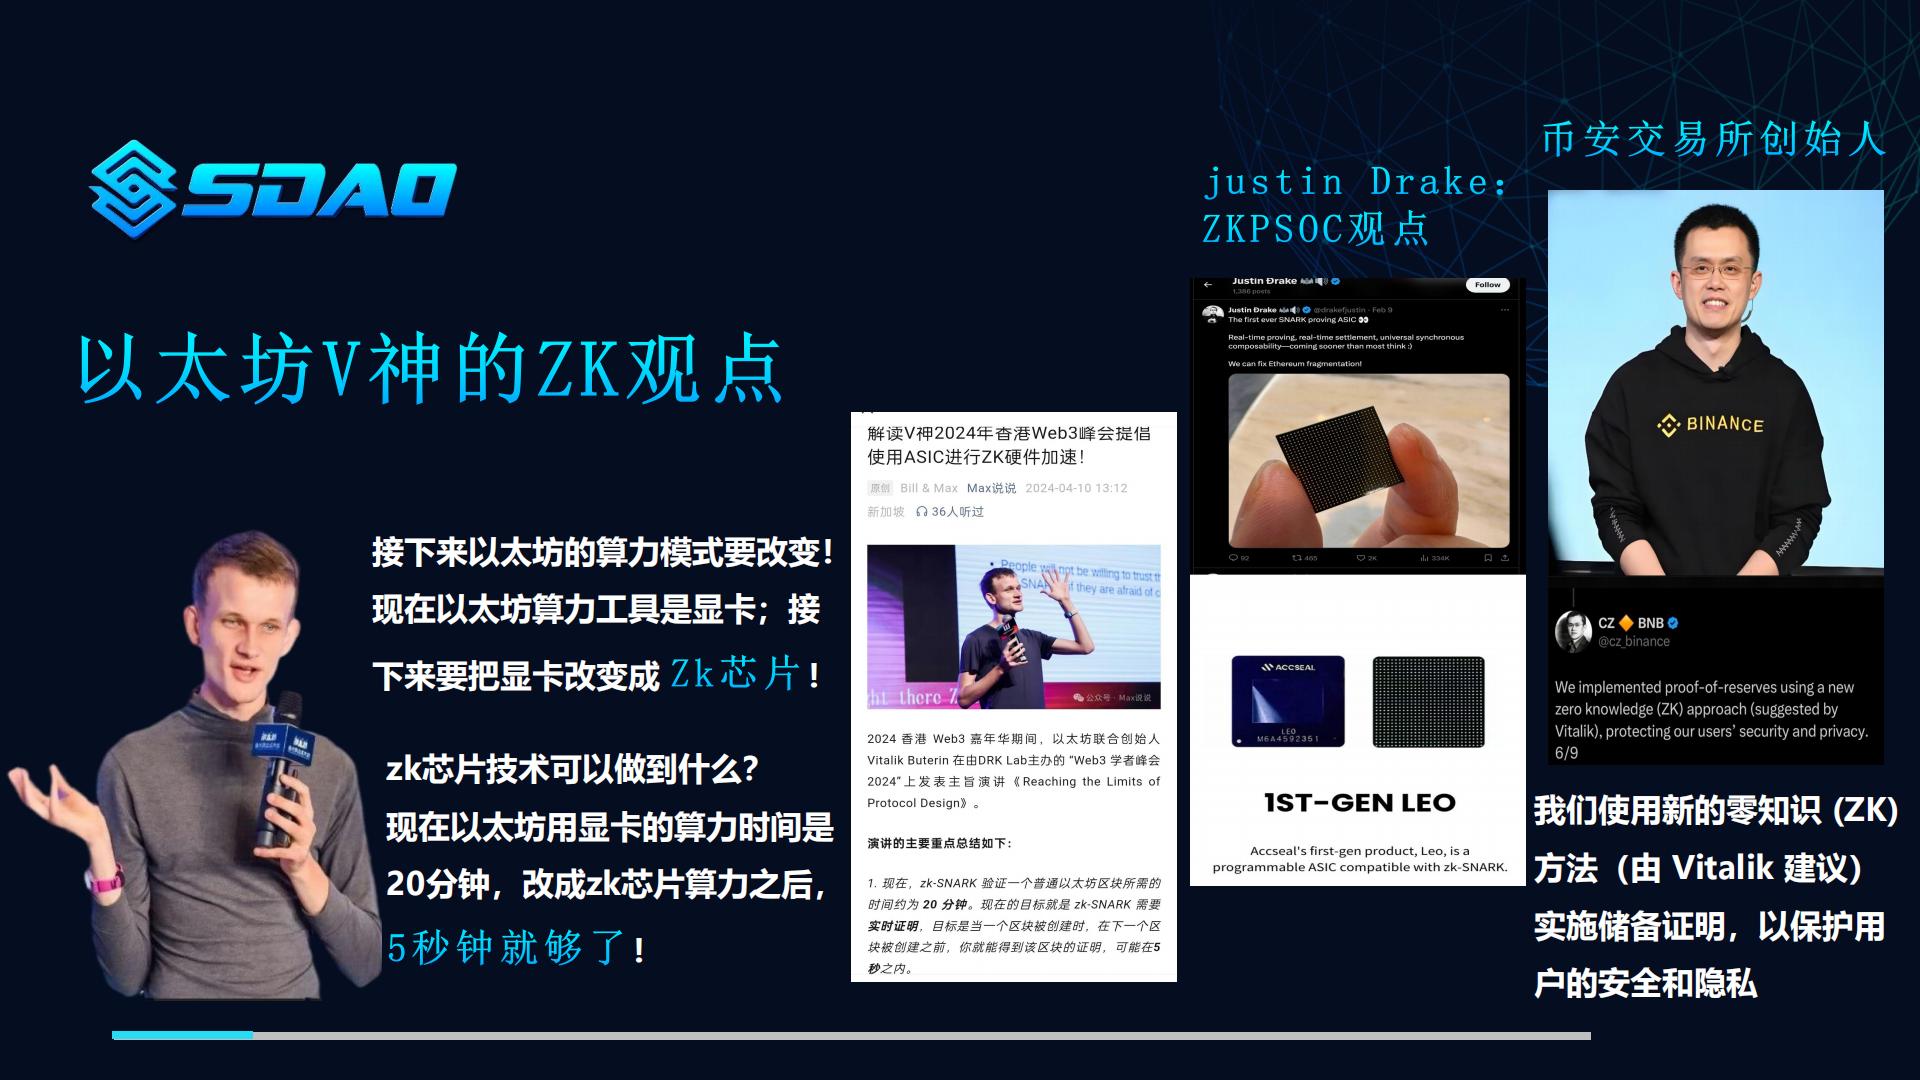 SDAO
以太坊V神的ZK观点
接下来以太坊的算力模式要改变!
现在以太坊算力工具是显卡；接
下来要把显卡改变成 Zk芯片!
zk芯片技术可以做到什么?
现在以太坊用显卡的算力时间是
20分钟，改成zk芯片算力之后，
5秒钟就够了!
解读V神2024年香港Web3峰会提倡
使用ASIC进行ZK硬件加速!
原创 Bill & Max Max说说 2024-04-10 13:12
新加坡 36人听过
People will not be willing to trust th
SNARK if they are afraid of c
ght there Z
公众号 · Max说说
2024 香港 Web3 嘉年华期间，以太坊联合创始人
Vitalik Buterin 在由DRK Lab主办的 “Web3 学者峰会
2024”上发表主旨演讲《Reaching the Limits of
Protocol Design》。
演讲的主要重点总结如下：
1. 现在，zk-SNARK 验证一个普通以太坊区块所需的
时间约为 20 分钟。现在的目标就是 zk-SNARK 需要
实时证明，目标是当一个区块被创建时，在下一个区
块被创建之前，你就能得到该区块的证明，可能在5
秒之内。
justin Drake：
ZKPSOC观点
Justin Ðrake
1,386 posts
Follow
Justin Ðrake @drakefjustin · Feb 9
The first ever SNARK proving ASIC 👀
Real-time proving, real-time settlement, universal synchronous
composability—coming sooner than most think :)
We can fix Ethereum fragmentation!
92 465 2K 334K
ACCSEAL
LEO
M6A4592351
1ST-GEN LEO
Accseal's first-gen product, Leo, is a
programmable ASIC compatible with zk-SNARK.
币安交易所创始人
BINANCE
CZ 🔶 BNB
@cz_binance
We implemented proof-of-reserves using a new
zero knowledge (ZK) approach (suggested by
Vitalik), protecting our users’ security and privacy.
6/9
我们使用新的零知识 (ZK)
方法（由 Vitalik 建议）
实施储备证明，以保护用
户的安全和隐私